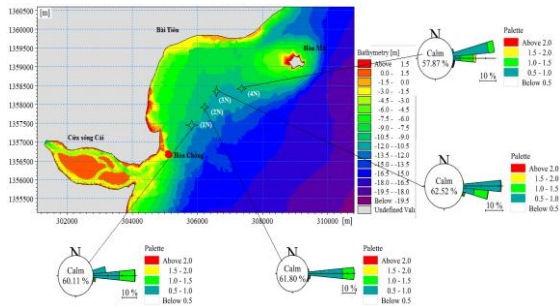 [m]
1360500
1360000
1359500
1359000
1358500
1358000
1357500
1357000
1356500
1356000
1355500
302000
304000
306000
308000
310000 [m]
Bãi Tiên
Cửa sông Cái
Hòn Chồng
(1N)
(2N)
(3N)
(4N)
Bathymetry [m]
Above 1.5
0.0 - 1.5
-1.5 - 0.0
-3.0 - -1.5
-4.5 - -3.0
-6.0 - -4.5
-7.5 - -6.0
-9.0 - -7.5
-10.5 - -9.0
-12.0 - -10.5
-13.5 - -12.0
-15.0 - -13.5
-16.5 - -15.0
-18.0 - -16.5
-19.5 - -18.0
Below -19.5
Undefined Valu
N
Calm
57.87 %
10 %
Palette
Above 2.0
1.5 - 2.0
1.0 - 1.5
0.5 - 1.0
Below 0.5
N
Calm
62.52 %
10 %
Palette
Above 2.0
1.5 - 2.0
1.0 - 1.5
0.5 - 1.0
Below 0.5
N
Calm
60.11 %
10 %
Palette
Above 2.0
1.5 - 2.0
1.0 - 1.5
0.5 - 1.0
Below 0.5
N
Calm
61.80 %
10 %
Palette
Above 2.0
1.5 - 2.0
1.0 - 1.5
0.5 - 1.0
Below 0.5